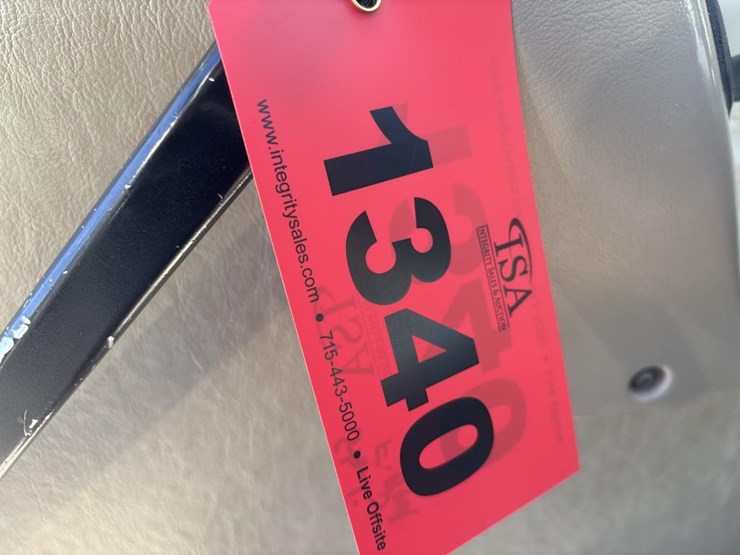 ISA
INTEGRITY SALES & AUCTION
1340
www.integritysales.com • 715-443-5000 • Live Offsite